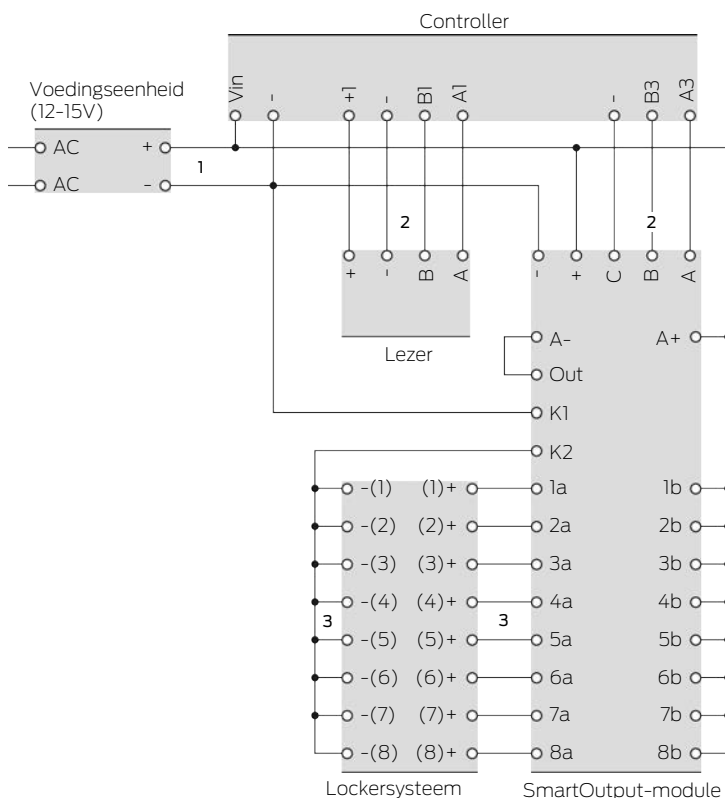 Controller
Voedingseenheid
(12-15V)
Vin - +1 - B1 A1 - B3 A3
AC + 
AC -
1
2
2
+ - B A
Lezer
- + C B A
A- A+
Out
K1
K2
-(1) (1)+ 1a 1b
-(2) (2)+ 2a 2b
-(3) (3)+ 3a 3b
-(4) (4)+ 4a 4b
3
3
-(5) (5)+ 5a 5b
-(6) (6)+ 6a 6b
-(7) (7)+ 7a 7b
-(8) (8)+ 8a 8b
Lockersysteem
SmartOutput-module